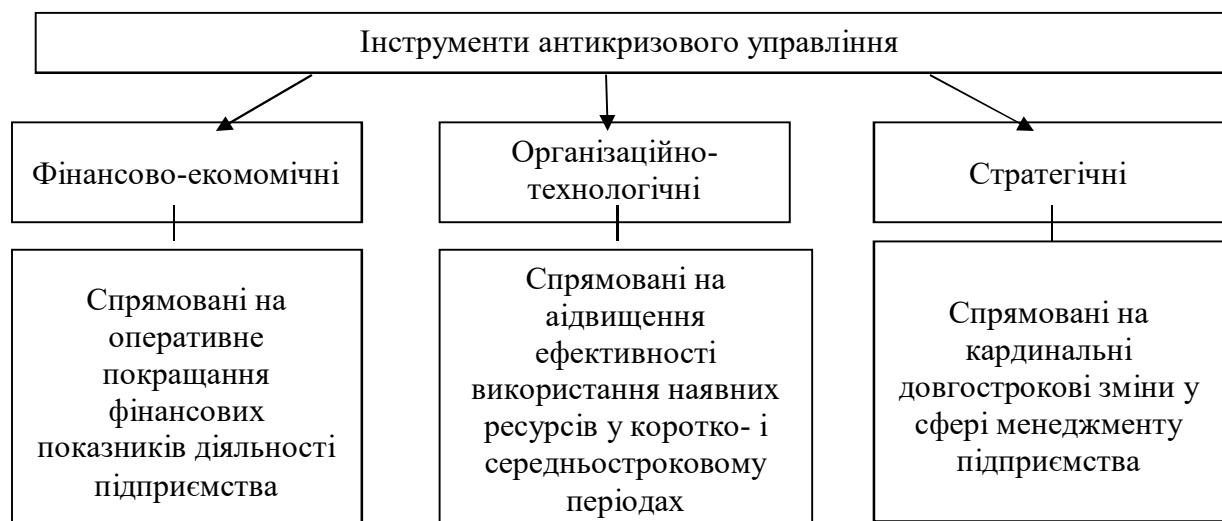 Інструменти антикризового управління
Фінансово-екомомічні
Організаційно-
технологічні
Стратегічні
Спрямовані на
оперативне
покращання
фінансових
показників діяльності
підприємства
Спрямовані на
аідвищення
ефективності
використання наявних
ресурсів у коротко- і
середньостроковому
періодах
Спрямовані на
кардинальні
довгострокові зміни у
сфері менеджменту
підприємства